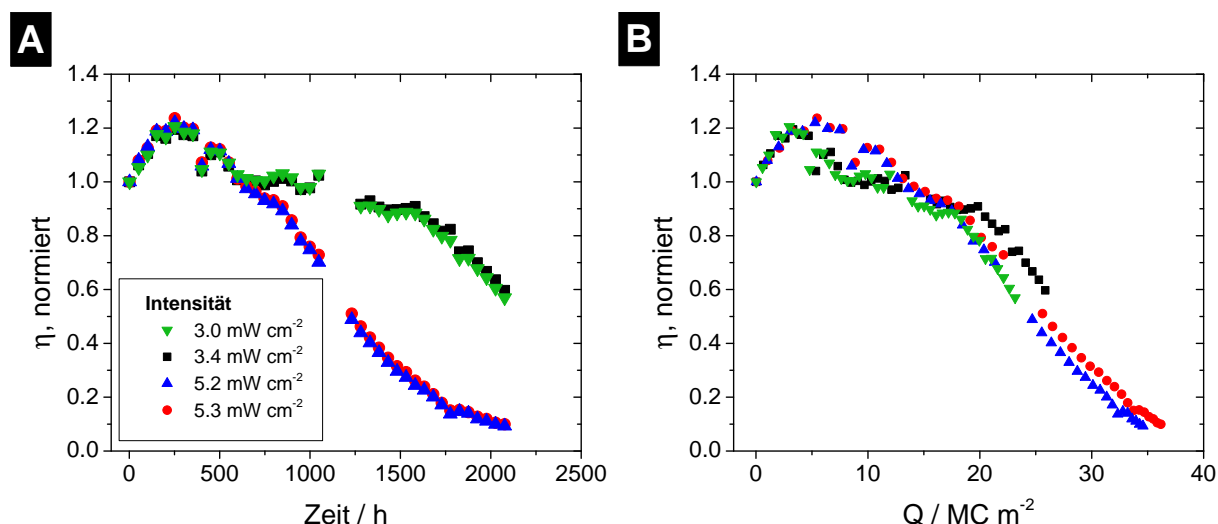 A
1.4
1.2
1.0
0.8
0.6
0.4
0.2
0.0
η, normiert
0 500 1000 1500 2000 2500
Zeit / h
Intensität
3.0 mW cm⁻²
3.4 mW cm⁻²
5.2 mW cm⁻²
5.3 mW cm⁻²
B
1.4
1.2
1.0
0.8
0.6
0.4
0.2
0.0
η, normiert
0 10 20 30 40
Q / MC m⁻²